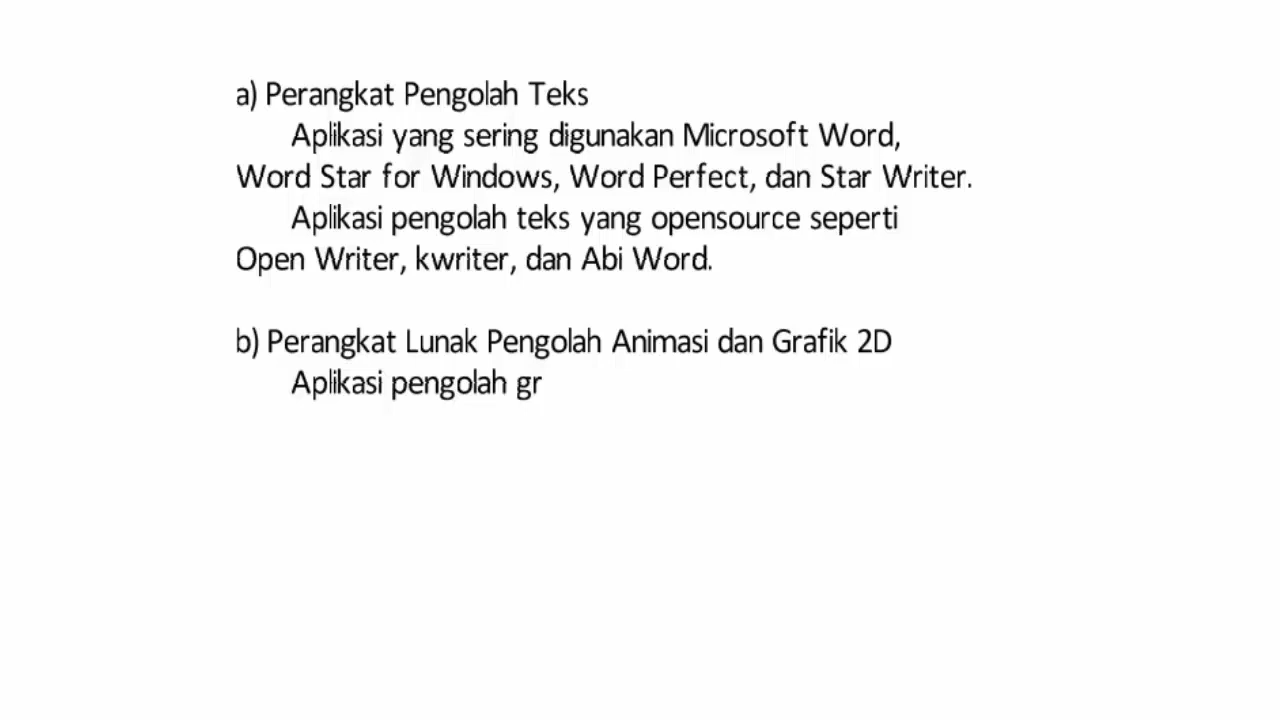 a) Perangkat Pengolah Teks
Aplikasi yang sering digunakan Microsoft Word,
Word Star for Windows, Word Perfect, dan Star Writer.
Aplikasi pengolah teks yang opensource seperti
Open Writer, kwriter, dan Abi Word.
b) Perangkat Lunak Pengolah Animasi dan Grafik 2D
Aplikasi pengolah gr